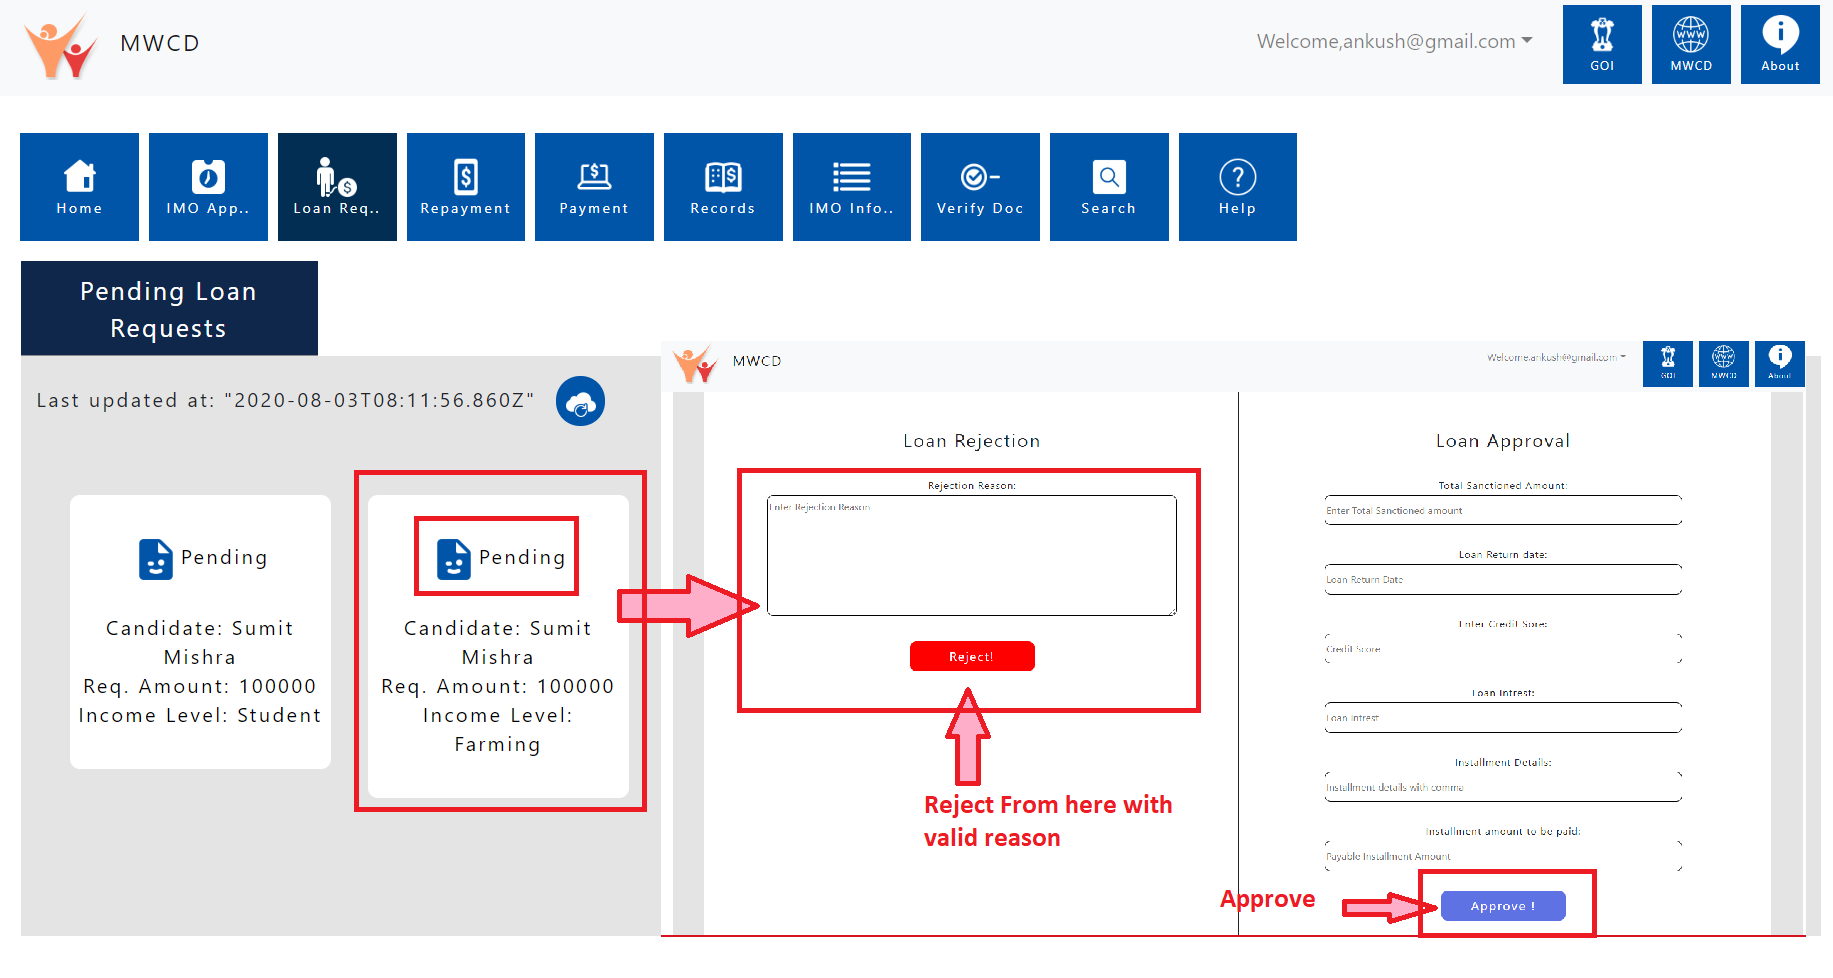 MWCD
Welcome,ankush@gmail.com
GOI
WWW
MWCD
About
Home
IMO App..
Loan Req..
Repayment
Payment
Records
IMO Info..
Verify Doc
Search
Help
Pending Loan
Requests
Last updated at: "2020-08-03T08:11:56.860Z"
Pending
Candidate: Sumit
Mishra
Req. Amount: 100000
Income Level: Student
Pending
Candidate: Sumit
Mishra
Req. Amount: 100000
Income Level:
Farming
MWCD
Welcome,ankush@gmail.com
GOI
WWW
MWCD
About
Loan Rejection
Rejection Reason:
Enter Rejection Reason
Reject!
Reject From here with
valid reason
Loan Approval
Total Sanctioned Amount:
Enter Total Sanctioned amount
Loan Return date:
Loan Return Date
Enter Credit Sore:
Credit Score
Loan Intrest:
Loan Intrest
Installment Details:
Installment details with comma
Installment amount to be paid:
Payable Installment Amount
Approve
Approve !